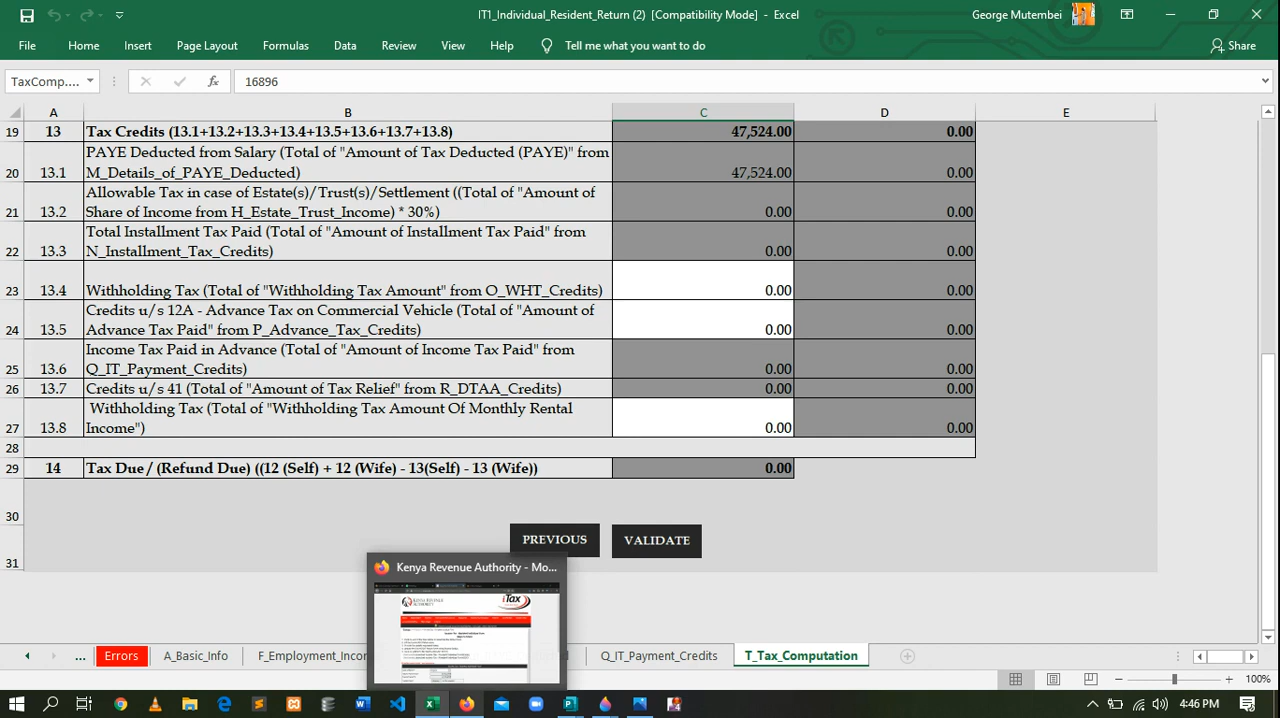 IT1_Individual_Resident_Return (2) [Compatibility Mode] - Excel
George Mutembei
File Home Insert Page Layout Formulas Data Review View Help Tell me what you want to do Share
TaxComp.... fx 16896
A B C D E
19 13 Tax Credits (13.1+13.2+13.3+13.4+13.5+13.6+13.7+13.8) 47,524.00 0.00
PAYE Deducted from Salary (Total of "Amount of Tax Deducted (PAYE)" from
20 13.1 M_Details_of_PAYE_Deducted) 47,524.00 0.00
Allowable Tax in case of Estate(s)/Trust(s)/Settlement ((Total of "Amount of
21 13.2 Share of Income from H_Estate_Trust_Income) * 30%) 0.00 0.00
Total Installment Tax Paid (Total of "Amount of Installment Tax Paid" from
22 13.3 N_Installment_Tax_Credits) 0.00 0.00
23 13.4 Withholding Tax (Total of "Withholding Tax Amount" from O_WHT_Credits) 0.00 0.00
Credits u/s 12A - Advance Tax on Commercial Vehicle (Total of "Amount of
24 13.5 Advance Tax Paid" from P_Advance_Tax_Credits) 0.00 0.00
Income Tax Paid in Advance (Total of "Amount of Income Tax Paid" from
25 13.6 Q_IT_Payment_Credits) 0.00 0.00
26 13.7 Credits u/s 41 (Total of "Amount of Tax Relief" from R_DTAA_Credits) 0.00 0.00
Withholding Tax (Total of "Withholding Tax Amount Of Monthly Rental
27 13.8 Income") 0.00 0.00
28
29 14 Tax Due / (Refund Due) ((12 (Self) + 12 (Wife) - 13(Self) - 13 (Wife)) 0.00
30
PREVIOUS VALIDATE
31
Kenya Revenue Authority - Mo...
KENYA REVENUE AUTHORITY iTax
... Errors F_Employment_Incor T_Tax_Computation
100%
4:46 PM